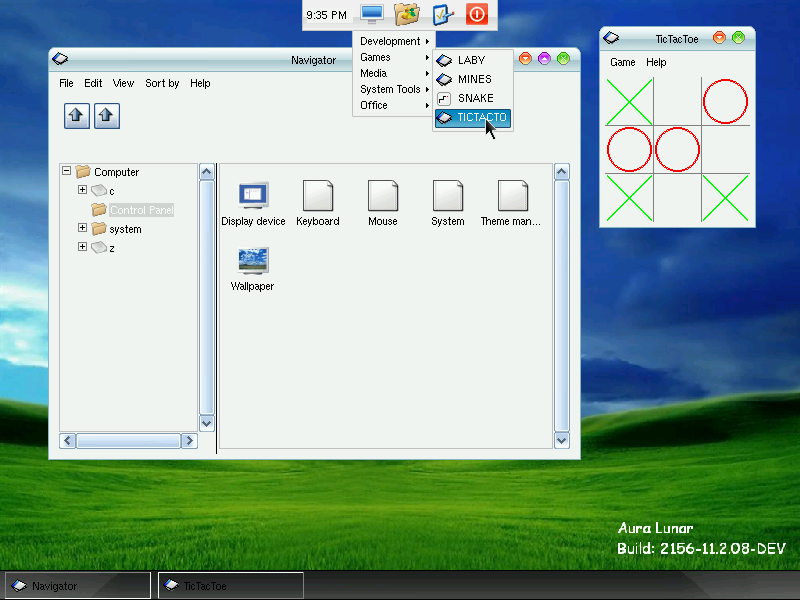 9:35 PM
Development
Games
Media
System Tools
Office
LABY
MINES
SNAKE
TICTACTO
Navigator
File Edit View Sort by Help
Computer
c
Control Panel
system
z
Display device Keyboard Mouse System Theme man...
Wallpaper
TicTacToe
Game Help
Aura Lunar
Build: 2156-11.2.08-DEV
Navigator TicTacToe